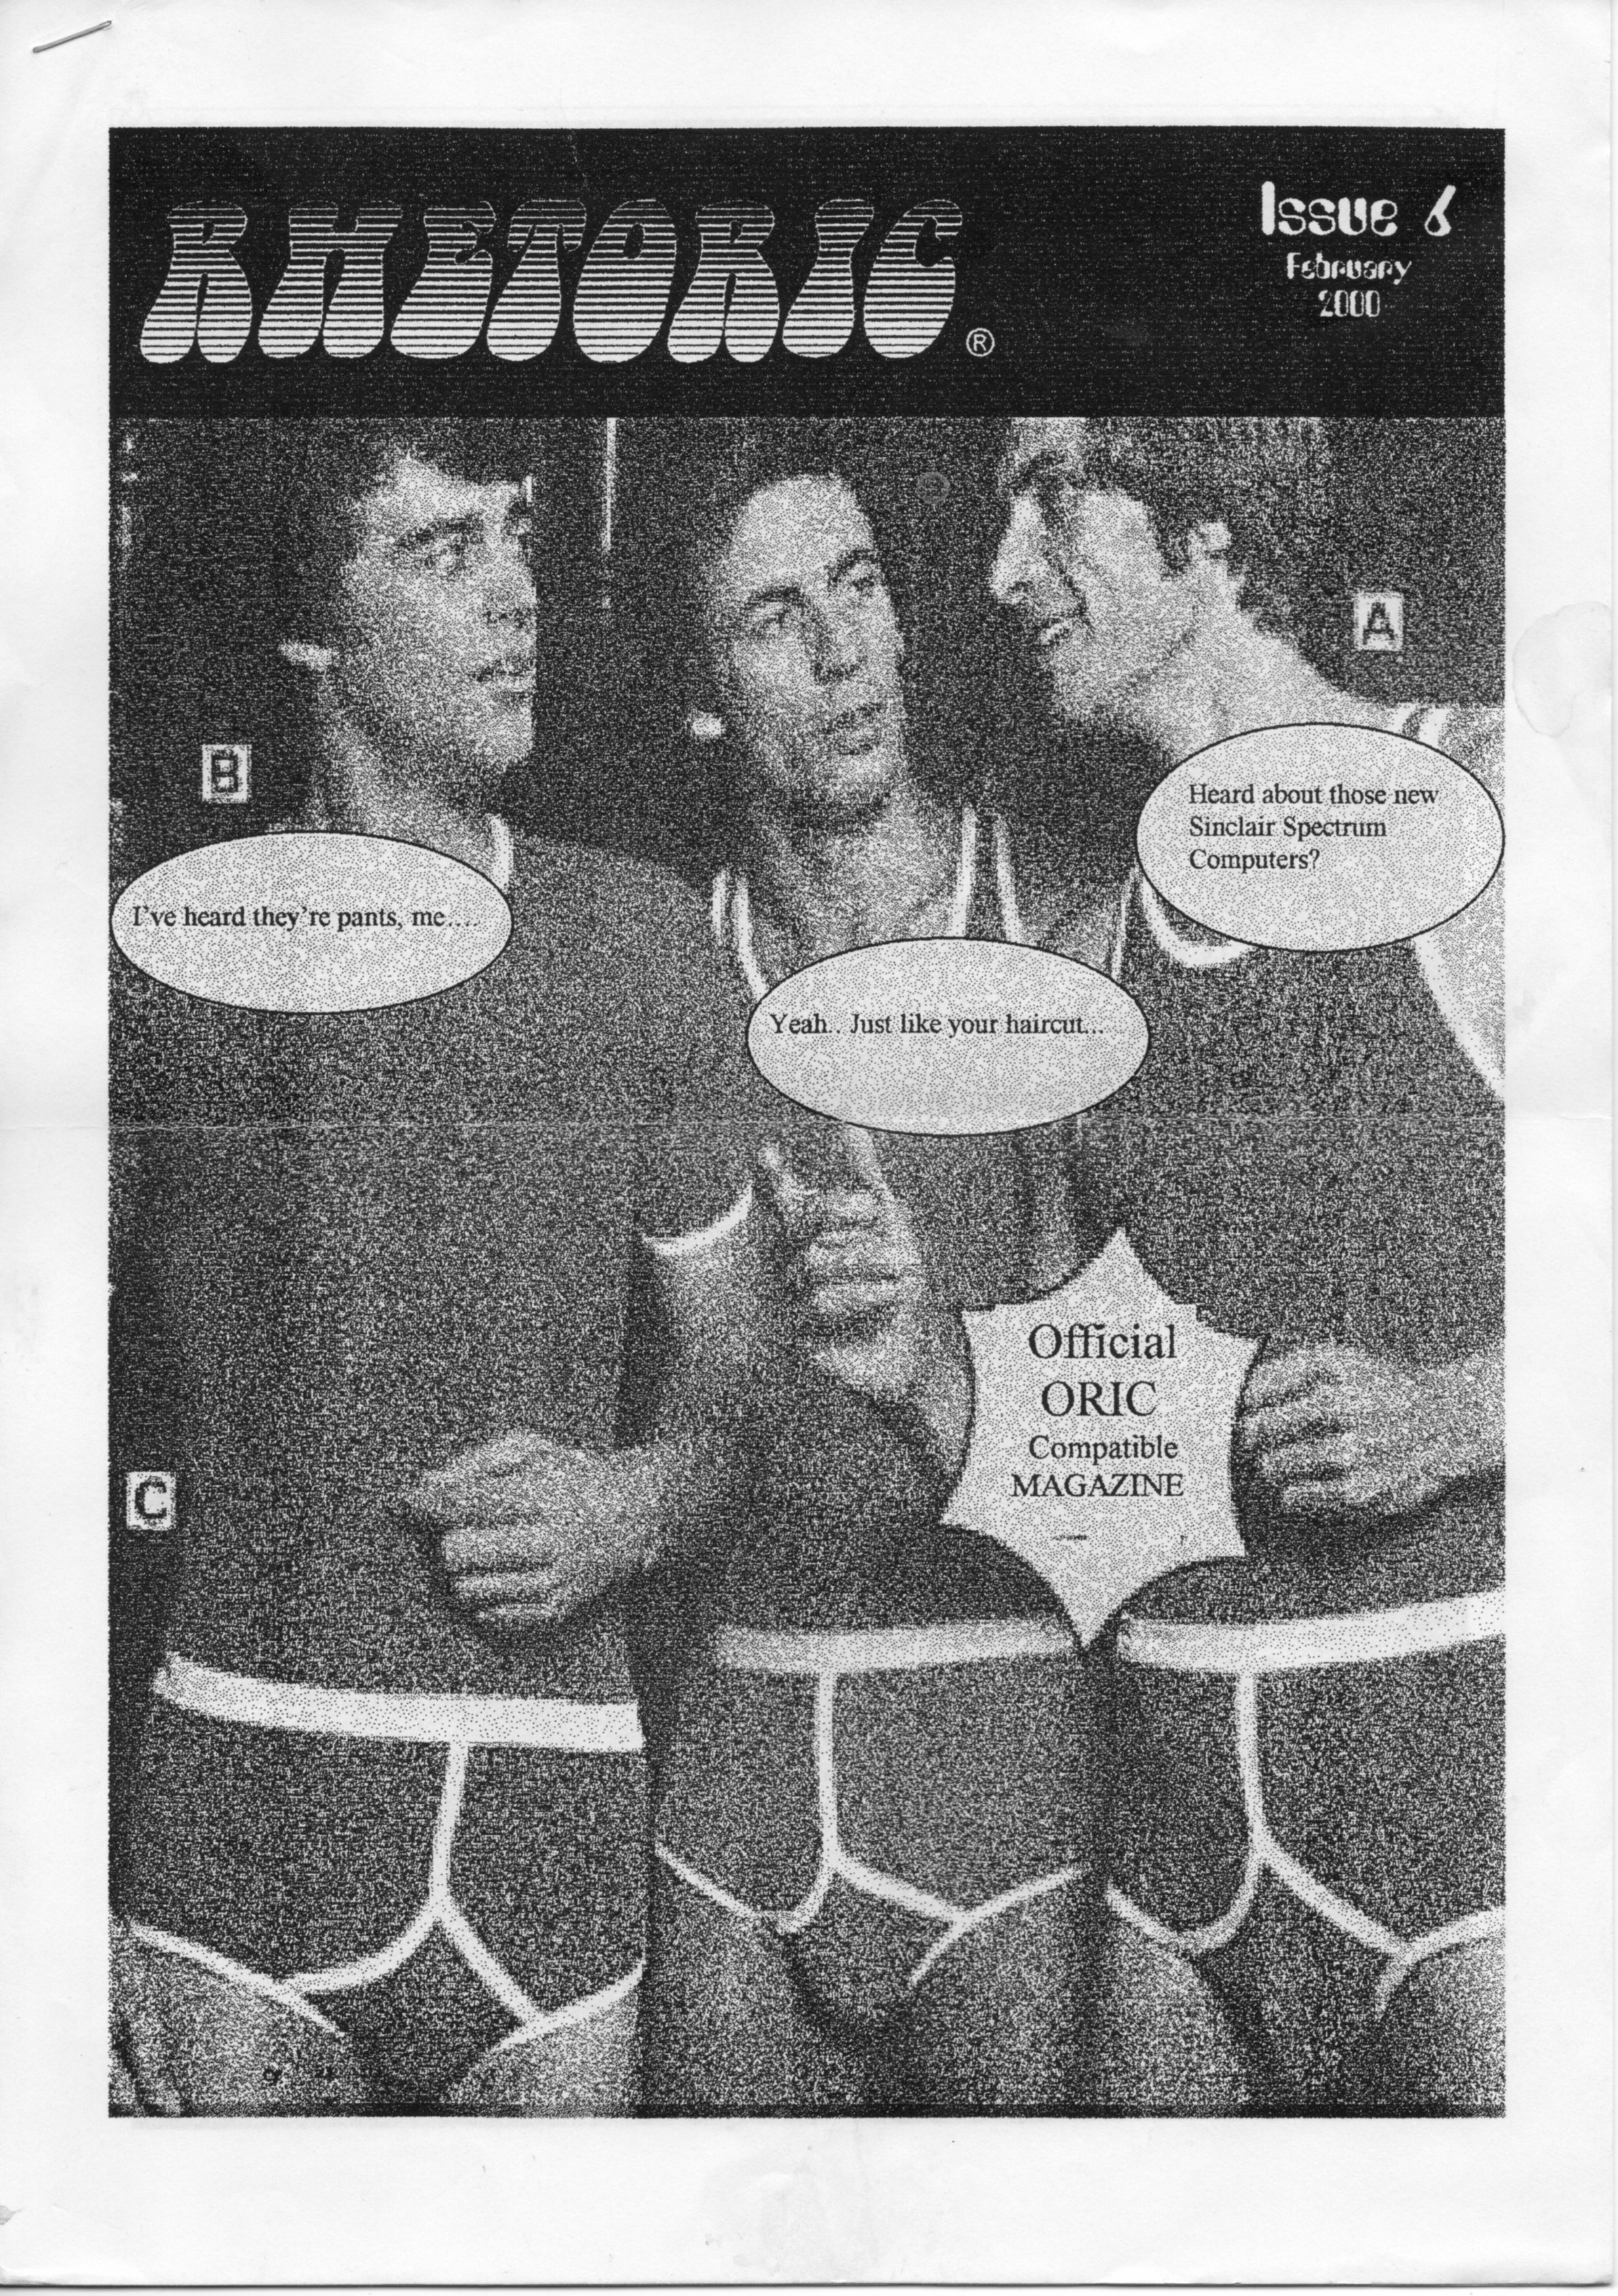 RHETORIC ®
Issue 6
February
2000
A
Heard about those new
Sinclair Spectrum
Computers?
B
I've heard they're pants, me....
Yeah.. Just like your haircut...
Official
ORIC
Compatible
MAGAZINE
C